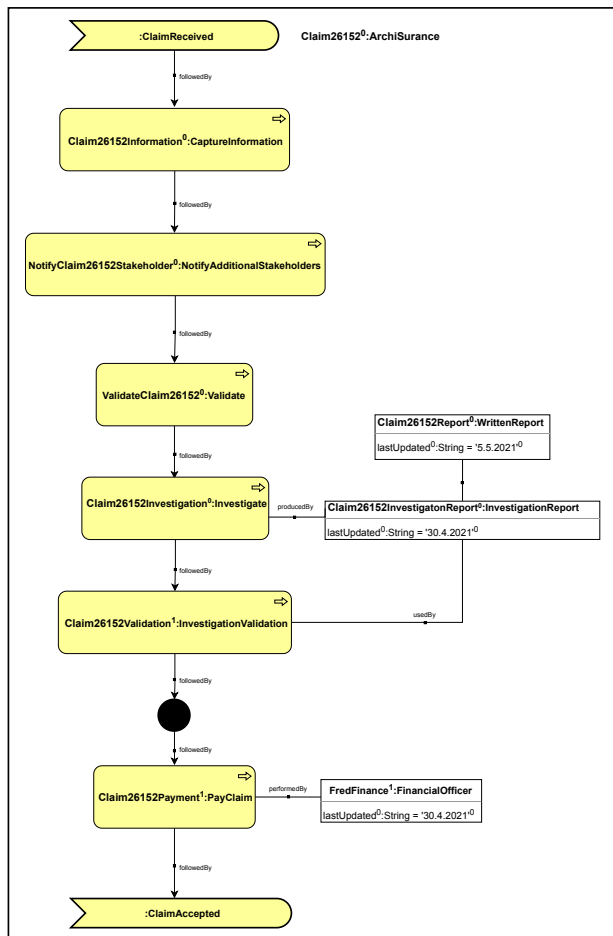 :ClaimReceived
Claim26152⁰:ArchiSurance
followedBy
Claim26152Information⁰:CaptureInformation
followedBy
NotifyClaim26152Stakeholder⁰:NotifyAdditionalStakeholders
followedBy
ValidateClaim26152⁰:Validate
Claim26152Report⁰:WrittenReport
lastUpdated⁰:String = '5.5.2021'⁰
followedBy
Claim26152Investigation⁰:Investigate
producedBy
Claim26152InvestigatonReport⁰:InvestigationReport
lastUpdated⁰:String = '30.4.2021'⁰
followedBy
Claim26152Validation¹:InvestigationValidation
usedBy
followedBy
followedBy
Claim26152Payment¹:PayClaim
performedBy
FredFinance¹:FinancialOfficer
lastUpdated⁰:String = '30.4.2021'⁰
followedBy
:ClaimAccepted